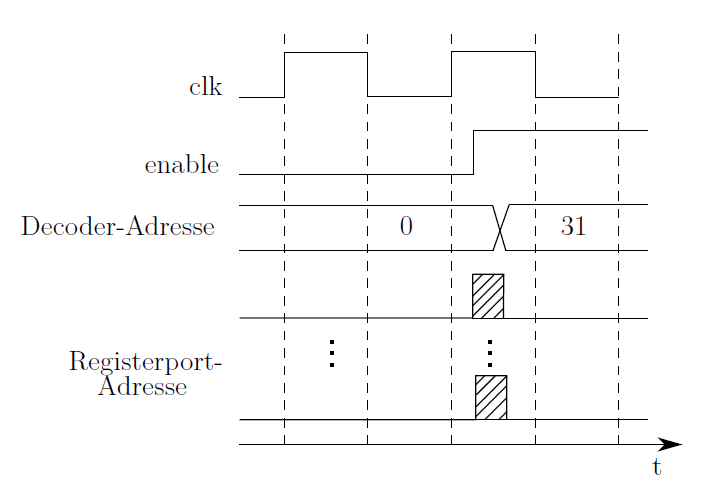 clk
enable
Decoder-Adresse
0
31
Registerport-
Adresse
t